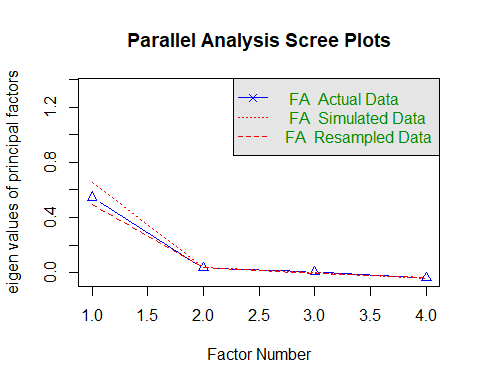 Parallel Analysis Scree Plots
eigen values of principal factors
1.2
0.8
0.4
0.0
FA Actual Data
FA Simulated Data
FA Resampled Data
1.0 1.5 2.0 2.5 3.0 3.5 4.0
Factor Number